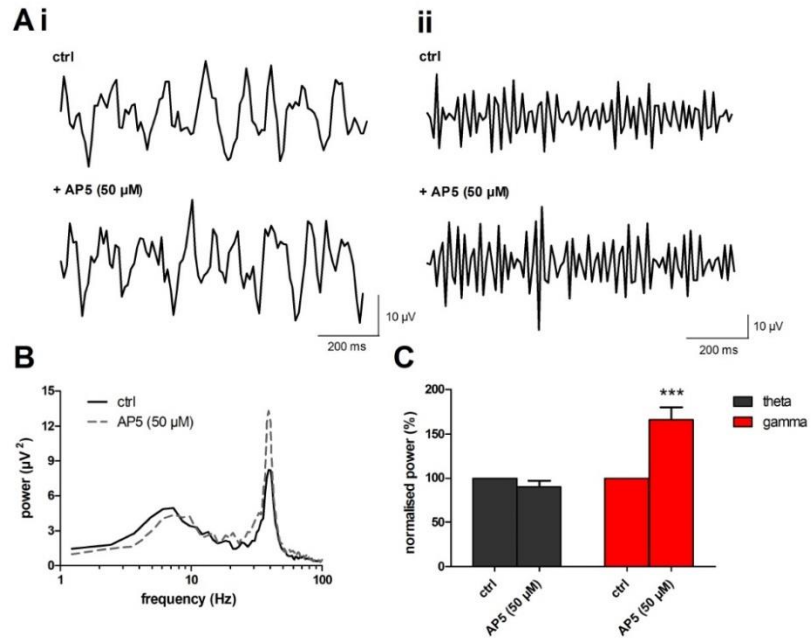 A i
ctrl
+ AP5 (50 µM)
10 µV
200 ms
ii
ctrl
+ AP5 (50 µM)
10 µV
200 ms
B
ctrl
AP5 (50 µM)
15
12
9
6
3
0
power (µV²)
1 10 100
frequency (Hz)
C
theta
gamma
***
200
150
100
50
0
normalised power (%)
ctrl
AP5 (50 µM)
ctrl
AP5 (50 µM)